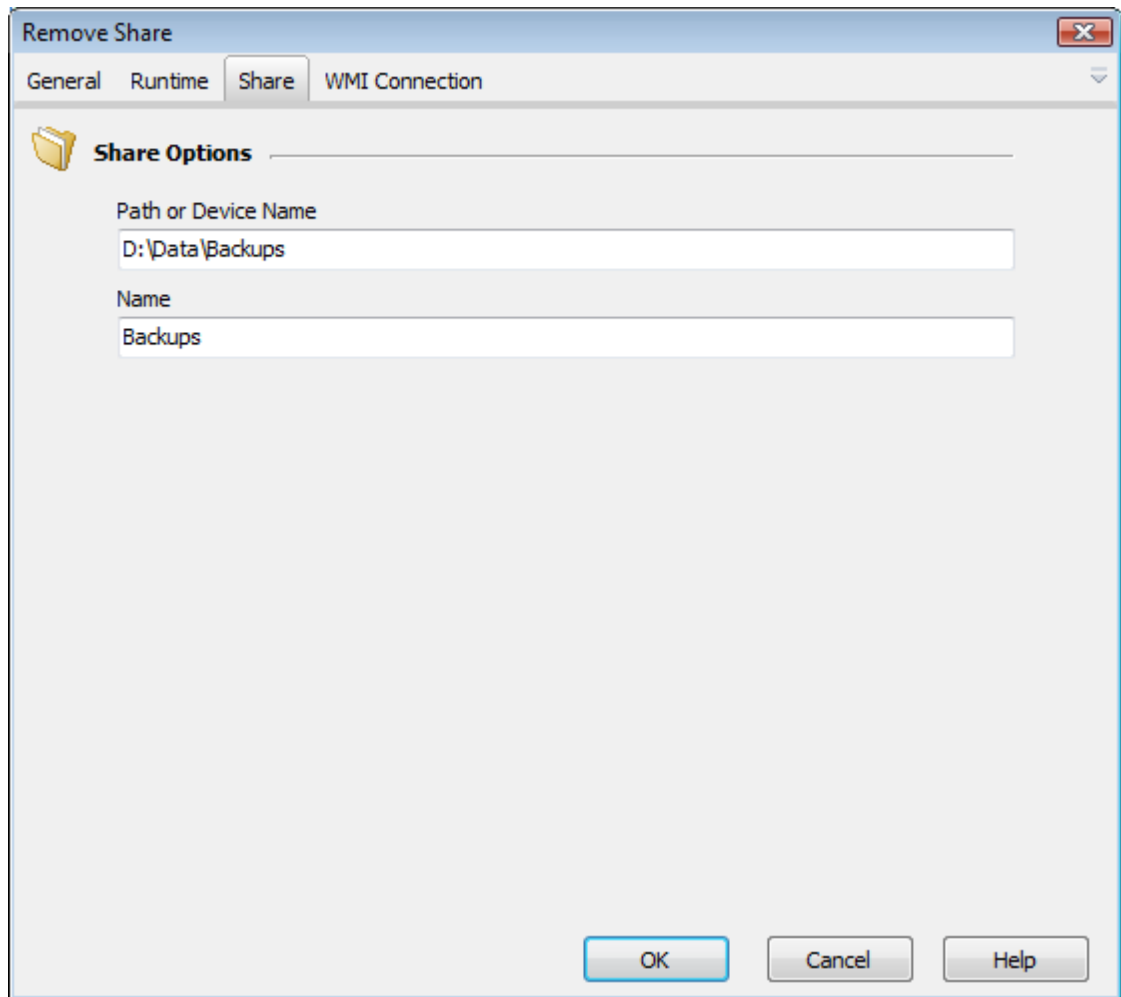 Remove Share
General Runtime Share WMI Connection
Share Options
Path or Device Name
D:\Data\Backups
Name
Backups
OK Cancel Help